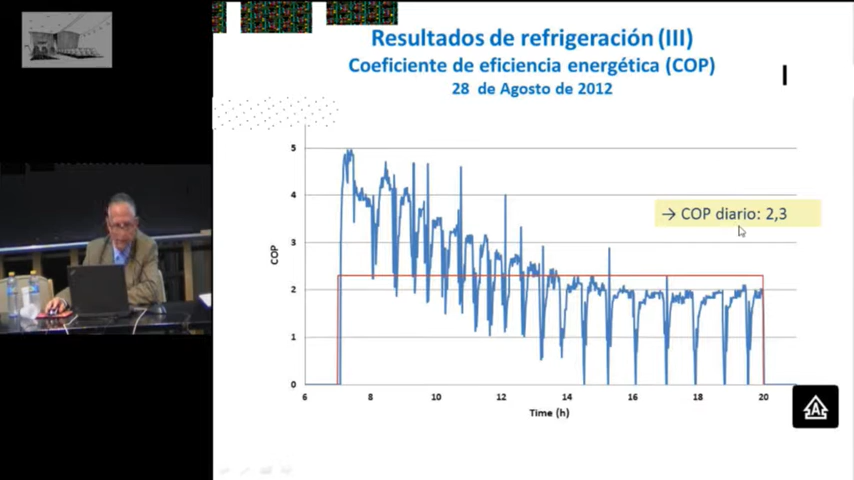 Resultados de refrigeración (III)
Coeficiente de eficiencia energética (COP)
28 de Agosto de 2012
5
4
3
2
1
0
COP
→ COP diario: 2,3
6 8 10 12 14 16 18 20
Time (h)
A